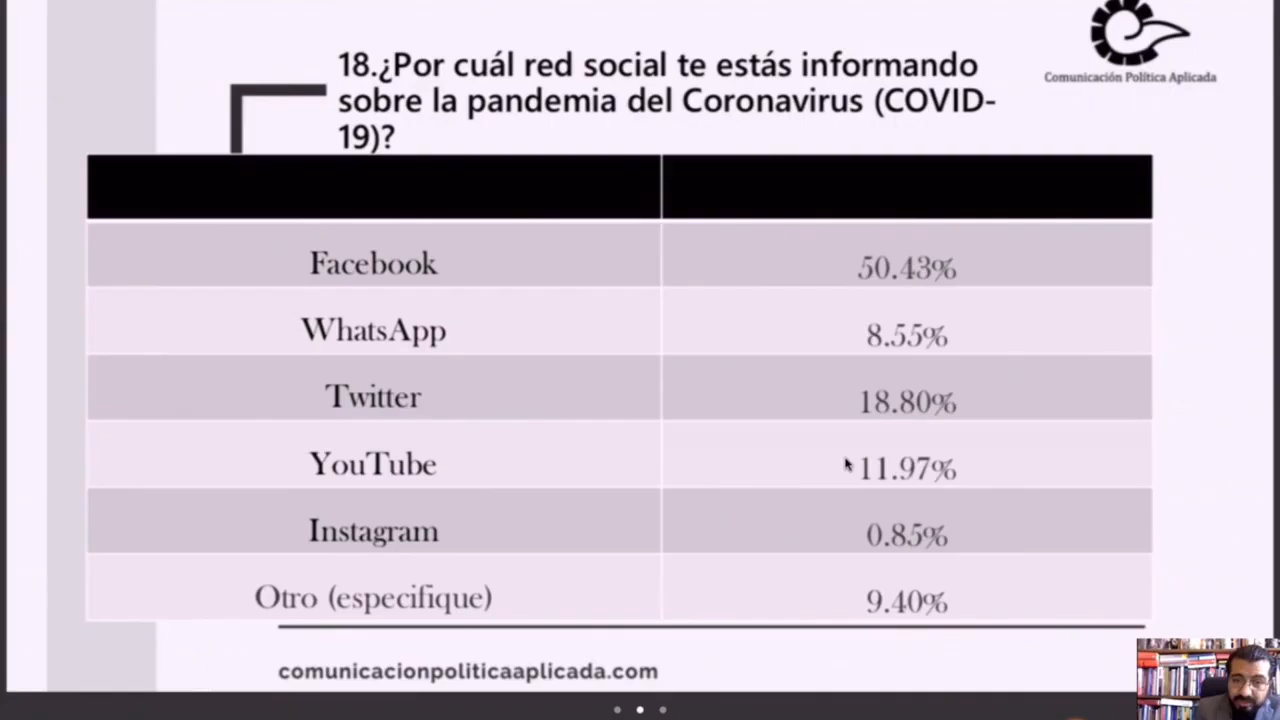 18.¿Por cuál red social te estás informando
sobre la pandemia del Coronavirus (COVID-
19)?
Comunicación Política Aplicada
Facebook 50.43%
WhatsApp 8.55%
Twitter 18.80%
YouTube 11.97%
Instagram 0.85%
Otro (especifique) 9.40%
comunicacionpoliticaaplicada.com